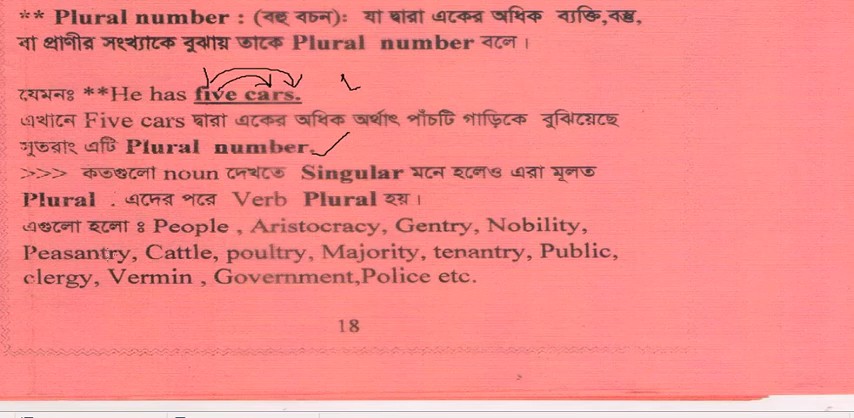 ** Plural number : (বহু বচন)ঃ যা দ্বারা একের অধিক ব্যক্তি,বস্তু,
বা প্রাণীর সংখ্যাকে বুঝায় তাকে Plural number বলে।
যেমনঃ **He has five cars.
এখানে Five cars দ্বারা একের অধিক অর্থাৎ পাঁচটি গাড়িকে বুঝিয়েছে
সুতরাং এটি Plural number.
>>> কতগুলো noun দেখতে Singular মনে হলেও এরা মূলত
Plural . এদের পরে Verb Plural হয়।
এগুলো হলো ঃ People , Aristocracy, Gentry, Nobility,
Peasantry, Cattle, poultry, Majority, tenantry, Public,
clergy, Vermin , Government,Police etc.
18